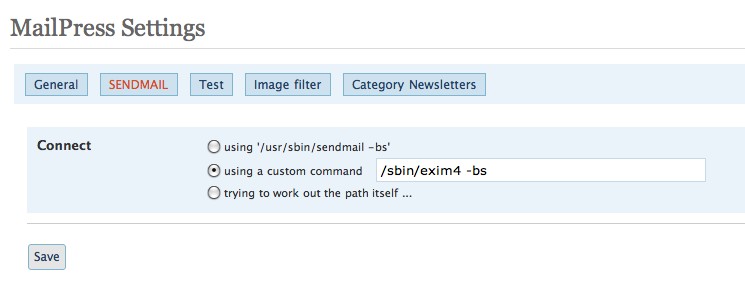 MailPress Settings
General SENDMAIL Test Image filter Category Newsletters
Connect using '/usr/sbin/sendmail -bs'
using a custom command /sbin/exim4 -bs
trying to work out the path itself ...
Save